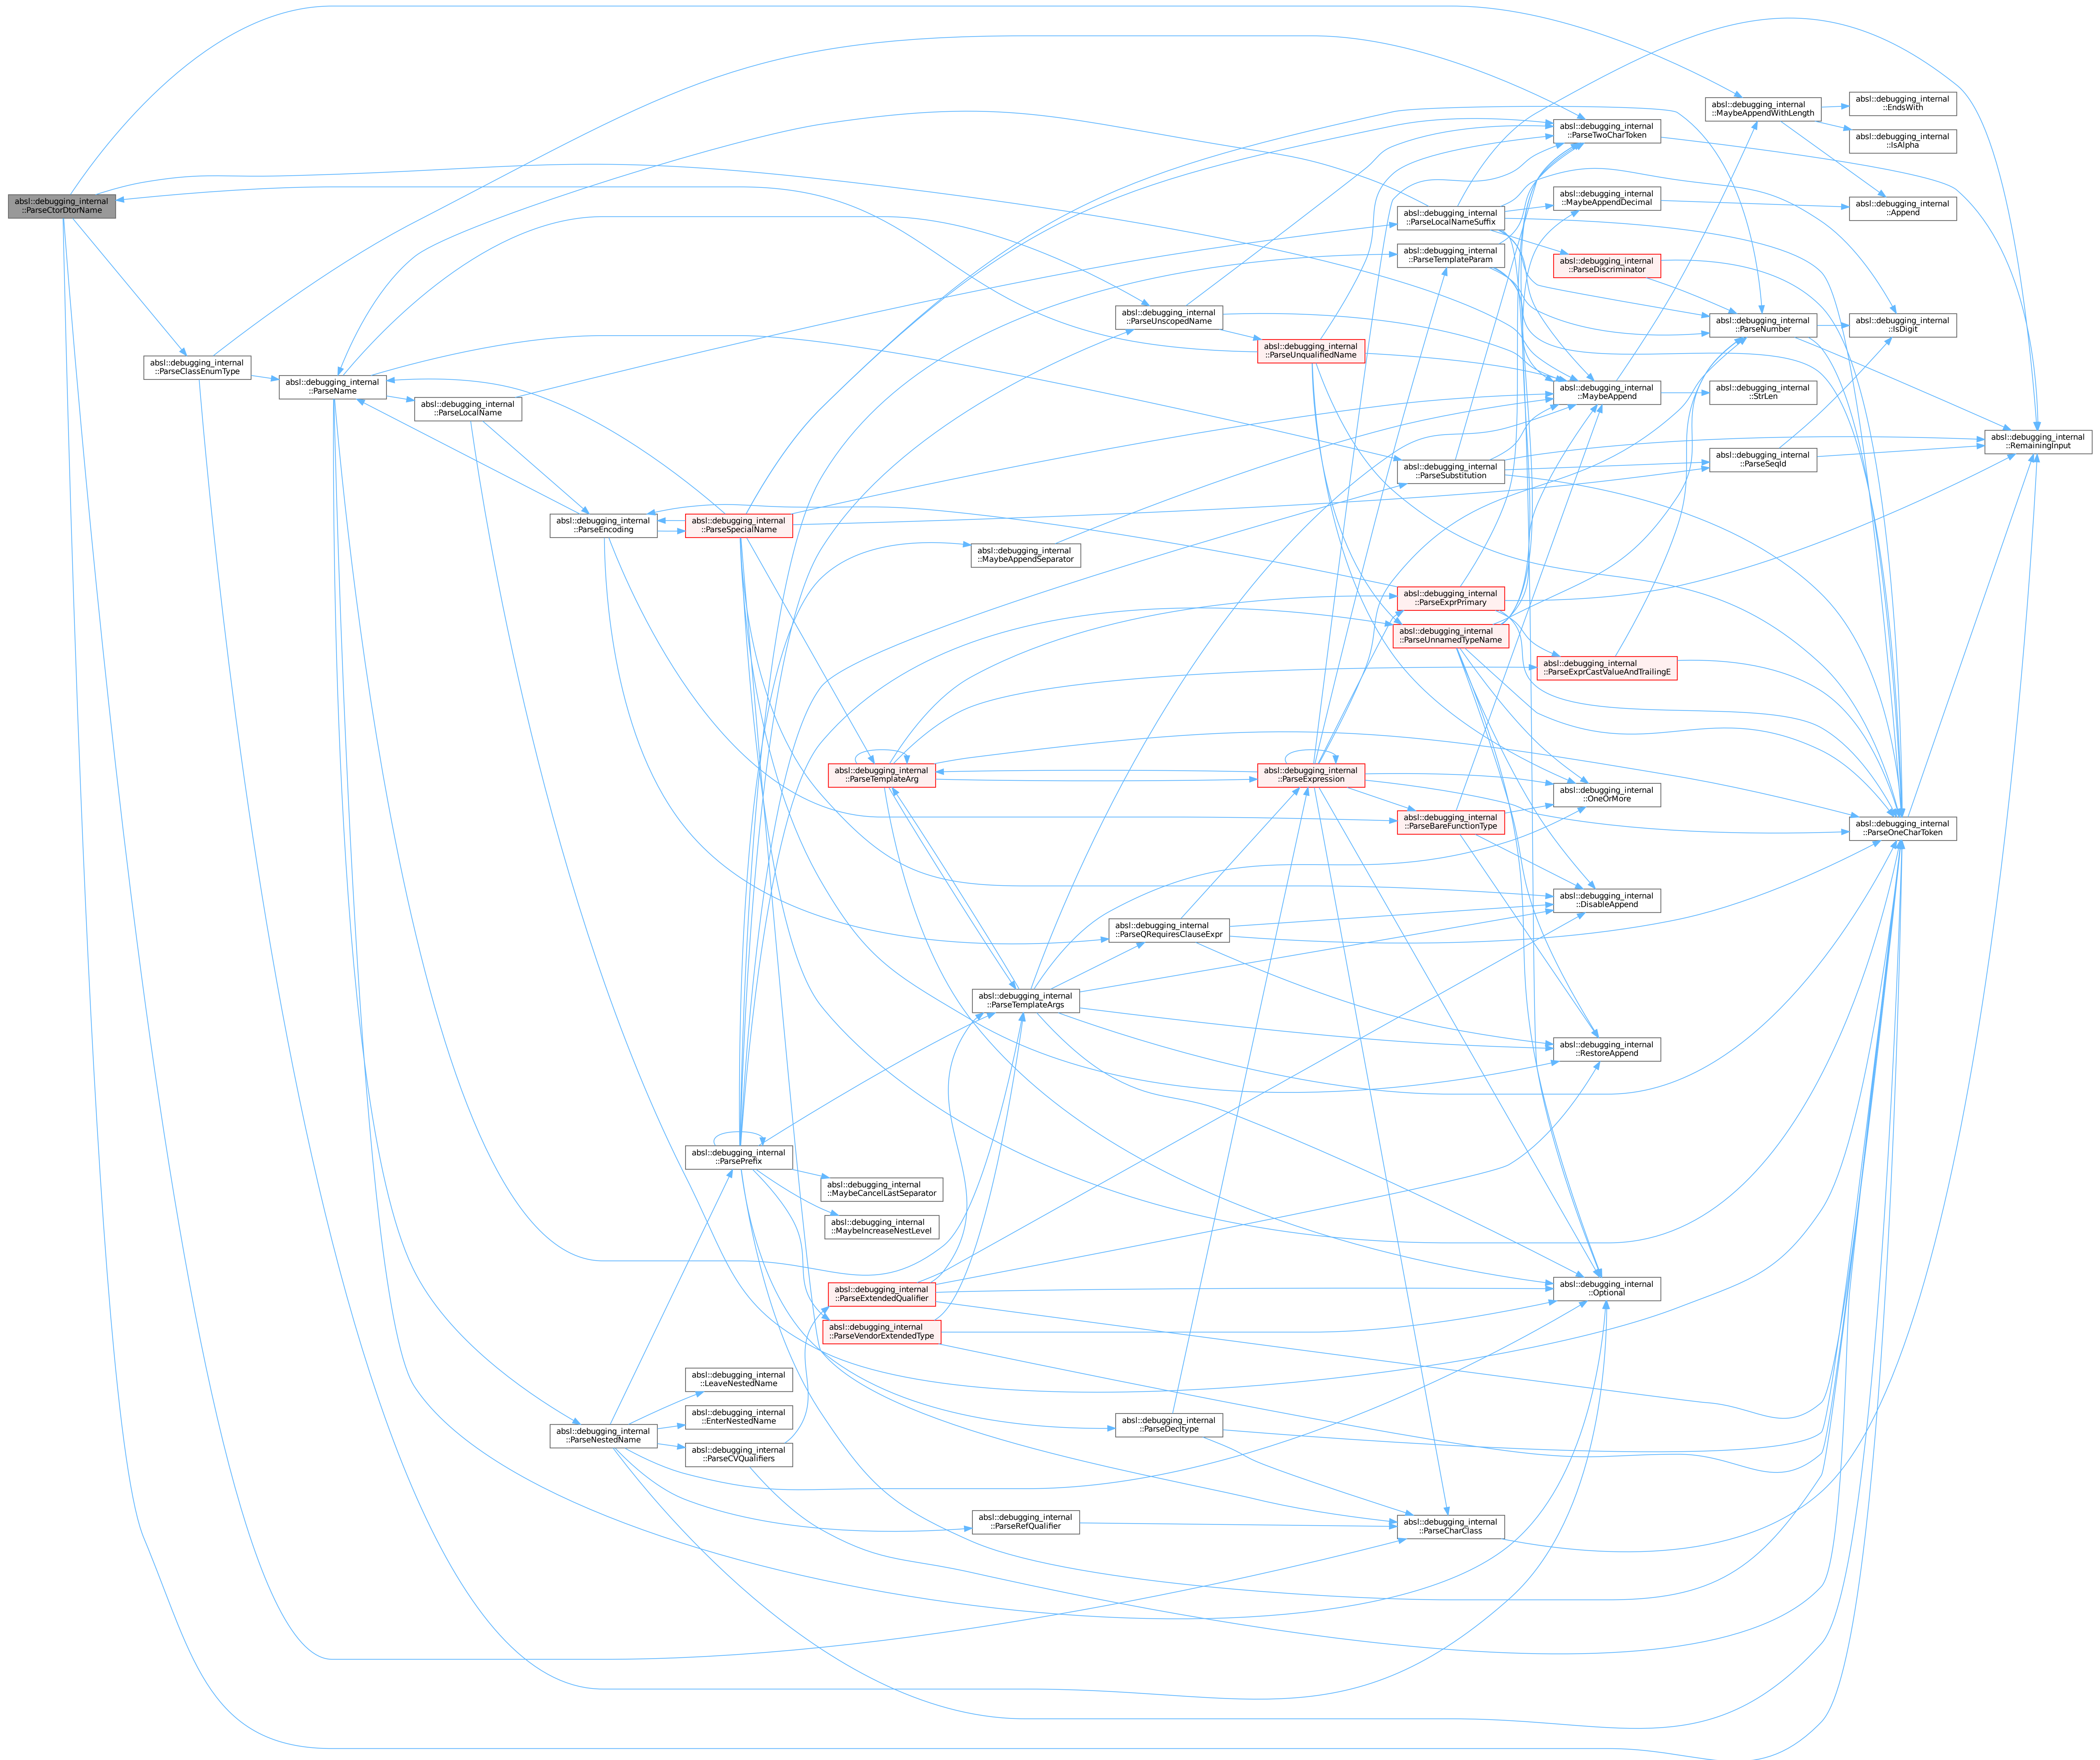 absl::debugging_internal
::ParseCtorDtorName
absl::debugging_internal
::ParseClassEnumType
absl::debugging_internal
::ParseName
absl::debugging_internal
::ParseLocalName
absl::debugging_internal
::ParseEncoding
absl::debugging_internal
::ParseNestedName
absl::debugging_internal
::ParseSpecialName
absl::debugging_internal
::ParsePrefix
absl::debugging_internal
::LeaveNestedName
absl::debugging_internal
::EnterNestedName
absl::debugging_internal
::ParseCVQualifiers
absl::debugging_internal
::ParseTemplateArg
absl::debugging_internal
::MaybeCancelLastSeparator
absl::debugging_internal
::MaybeIncreaseNestLevel
absl::debugging_internal
::ParseExtendedQualifier
absl::debugging_internal
::ParseVendorExtendedType
absl::debugging_internal
::MaybeAppendSeparator
absl::debugging_internal
::ParseTemplateArgs
absl::debugging_internal
::ParseRefQualifier
absl::debugging_internal
::ParseUnscopedName
absl::debugging_internal
::ParseQRequiresClauseExpr
absl::debugging_internal
::ParseDecltype
absl::debugging_internal
::ParseUnqualifiedName
absl::debugging_internal
::ParseExpression
absl::debugging_internal
::ParseLocalNameSuffix
absl::debugging_internal
::ParseTemplateParam
absl::debugging_internal
::ParseSubstitution
absl::debugging_internal
::ParseExprPrimary
absl::debugging_internal
::ParseUnnamedTypeName
absl::debugging_internal
::ParseBareFunctionType
absl::debugging_internal
::ParseCharClass
absl::debugging_internal
::ParseTwoCharToken
absl::debugging_internal
::MaybeAppendDecimal
absl::debugging_internal
::ParseDiscriminator
absl::debugging_internal
::MaybeAppend
absl::debugging_internal
::ParseExprCastValueAndTrailingE
absl::debugging_internal
::OneOrMore
absl::debugging_internal
::DisableAppend
absl::debugging_internal
::RestoreAppend
absl::debugging_internal
::Optional
absl::debugging_internal
::MaybeAppendWithLength
absl::debugging_internal
::ParseNumber
absl::debugging_internal
::StrLen
absl::debugging_internal
::ParseSeqId
absl::debugging_internal
::EndsWith
absl::debugging_internal
::IsAlpha
absl::debugging_internal
::Append
absl::debugging_internal
::IsDigit
absl::debugging_internal
::ParseOneCharToken
absl::debugging_internal
::RemainingInput